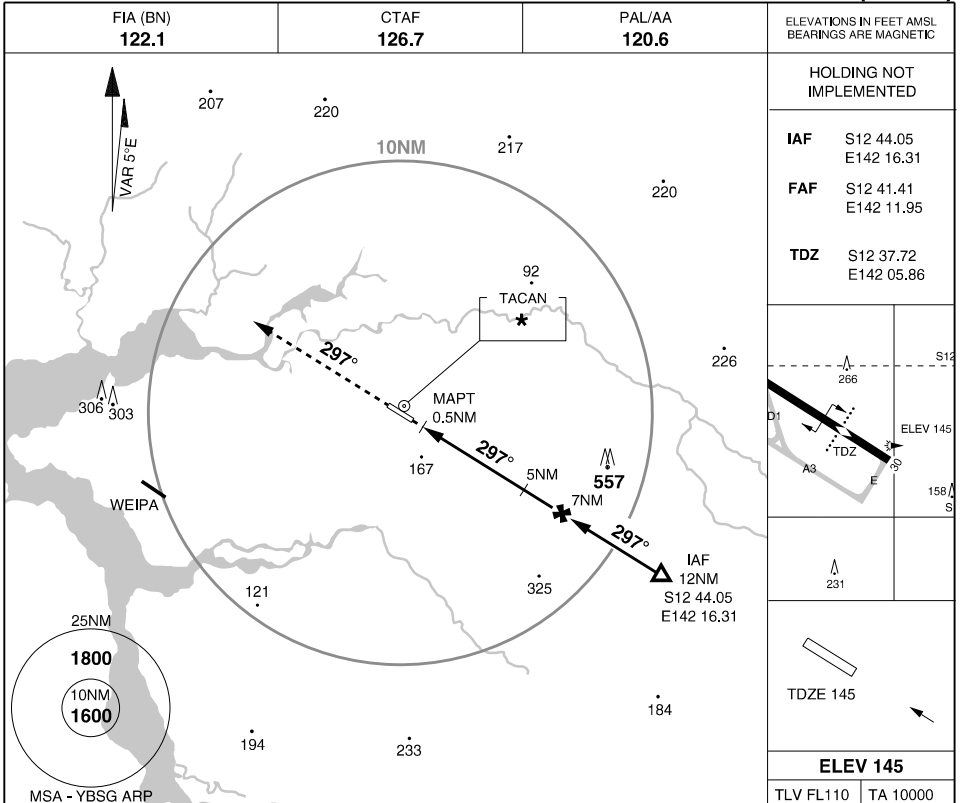 FIA (BN)
122.1
CTAF
126.7
PAL/AA
120.6
ELEVATIONS IN FEET AMSL
BEARINGS ARE MAGNETIC
HOLDING NOT
IMPLEMENTED
IAF S12 44.05
E142 16.31
FAF S12 41.41
E142 11.95
TDZ S12 37.72
E142 05.86
VAR 5°E
207
220
217
10NM
220
92
TACAN
226
297°
306
303
MAPT
0.5NM
297°
167
5NM
557
7NM
WEIPA
297°
IAF
12NM
S12 44.05
E142 16.31
325
121
25NM
1800
10NM
1600
MSA - YBSG ARP
194
233
184
S12
266
D1
ELEV 145
TDZ
A3
E
30
158
S
231
TDZE 145
ELEV 145
TLV FL110
TA 10000